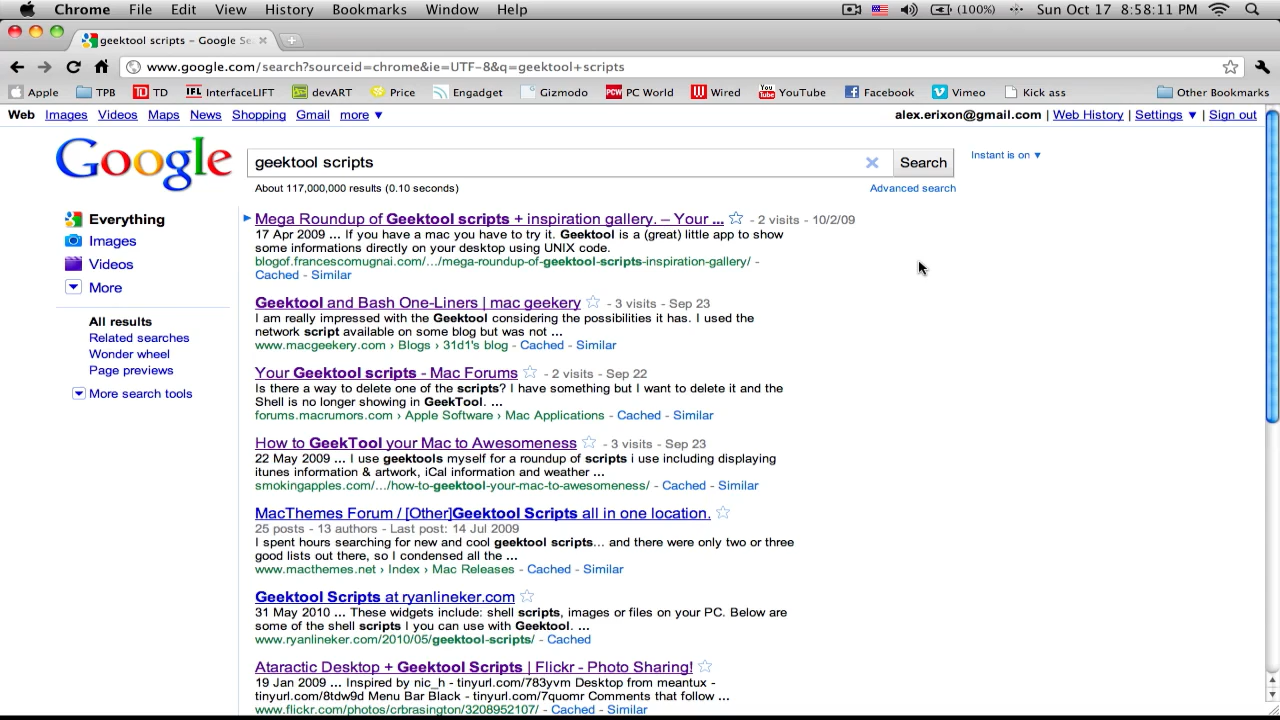 Chrome File Edit View History Bookmarks Window Help (100%) Sun Oct 17 8:58:11 PM
geektool scripts – Google Se
www.google.com/search?sourceid=chrome&ie=UTF-8&q=geektool+scripts
Apple TPB TD TD IFL InterfaceLIFT devART Price Engadget Gizmodo PCW PC World Wired You Tube YouTube Facebook Vimeo Kick ass Other Bookmarks
Web Images Videos Maps News Shopping Gmail more ▼ alex.erixon@gmail.com | Web History | Settings ▼ | Sign out
Google geektool scripts Search Instant is on ▼
About 117,000,000 results (0.10 seconds) Advanced search
Everything
Images
Videos
More
All results
Related searches
Wonder wheel
Page previews
More search tools
Mega Roundup of Geektool scripts + inspiration gallery. – Your ... - 2 visits - 10/2/09
17 Apr 2009 ... If you have a mac you have to try it. Geektool is a (great) little app to show
some informations directly on your desktop using UNIX code.
blogof.francescomugnai.com/.../mega-roundup-of-geektool-scripts-inspiration-gallery/ -
Cached - Similar
Geektool and Bash One-Liners | mac geekery - 3 visits - Sep 23
I am really impressed with the Geektool considering the possibilities it has. I used the
network script available on some blog but was not ...
www.macgeekery.com › Blogs › 31d1's blog - Cached - Similar
Your Geektool scripts - Mac Forums - 2 visits - Sep 22
Is there a way to delete one of the scripts? I have something but I want to delete it and the
Shell is no longer showing in GeekTool. ...
forums.macrumors.com › Apple Software › Mac Applications - Cached - Similar
How to GeekTool your Mac to Awesomeness - 3 visits - Sep 23
22 May 2009 ... I use geektools myself for a roundup of scripts i use including displaying
itunes information & artwork, iCal information and weather ...
smokingapples.com/.../how-to-geektool-your-mac-to-awesomeness/ - Cached - Similar
MacThemes Forum / [Other]Geektool Scripts all in one location.
25 posts - 13 authors - Last post: 14 Jul 2009
I spent hours searching for new and cool geektool scripts... and there were only two or three
good lists out there, so I condensed all the ...
www.macthemes.net › Index › Mac Releases - Cached - Similar
Geektool Scripts at ryanlineker.com
31 May 2010 ... These widgets include: shell scripts, images or files on your PC. Below are
some of the shell scripts I you can use with Geektool. ...
www.ryanlineker.com/2010/05/geektool-scripts/ - Cached
Ataractic Desktop + Geektool Scripts | Flickr - Photo Sharing!
19 Jan 2009 ... Inspired by nic_h - tinyurl.com/783yvm Desktop from meantux -
tinyurl.com/8tdw9d Menu Bar Black - tinyurl.com/7quomr Comments that follow ...
www.flickr.com/photos/crbrasington/3208952107/ - Cached - Similar